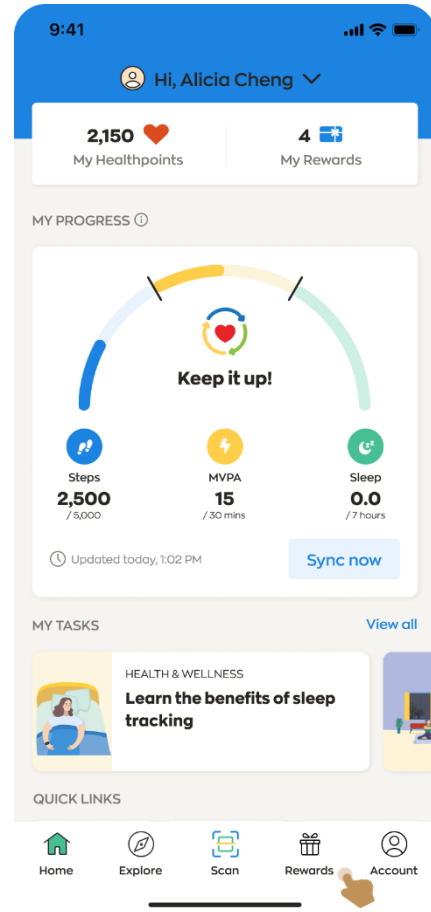 9:41
Hi, Alicia Cheng
2,150
My Healthpoints
4
My Rewards
MY PROGRESS
Keep it up!
Steps
2,500
/ 5,000
MVPA
15
/ 30 mins
Sleep
0.0
/ 7 hours
Updated today, 1:02 PM
Sync now
MY TASKS
View all
HEALTH & WELLNESS
Learn the benefits of sleep
tracking
QUICK LINKS
Home
Explore
Scan
Rewards
Account